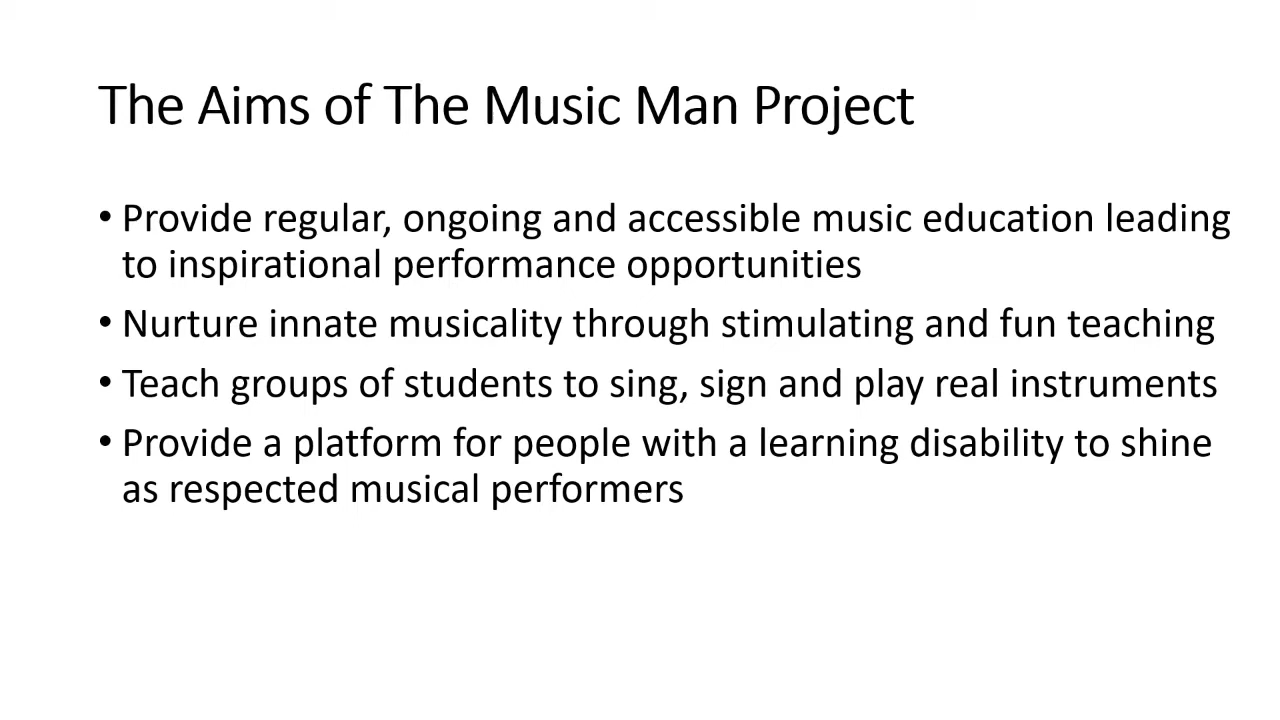 The Aims of The Music Man Project
• Provide regular, ongoing and accessible music education leading
to inspirational performance opportunities
• Nurture innate musicality through stimulating and fun teaching
• Teach groups of students to sing, sign and play real instruments
• Provide a platform for people with a learning disability to shine
as respected musical performers